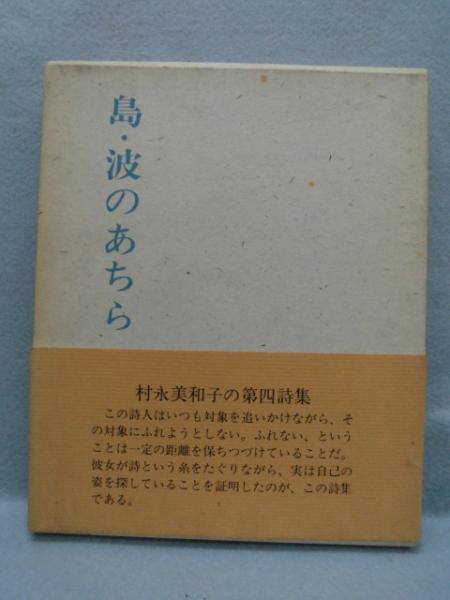 島・波のあちら
村永美和子の第四詩集
この詩人はいつも対象を追いかけながら、そ
の対象にふれようとしない。ふれない、という
ことは一定の距離を保ちつづけていることだ。
彼女が詩という糸をたぐりながら、実は自己の
姿を探していることを証明したのが、この詩集
である。